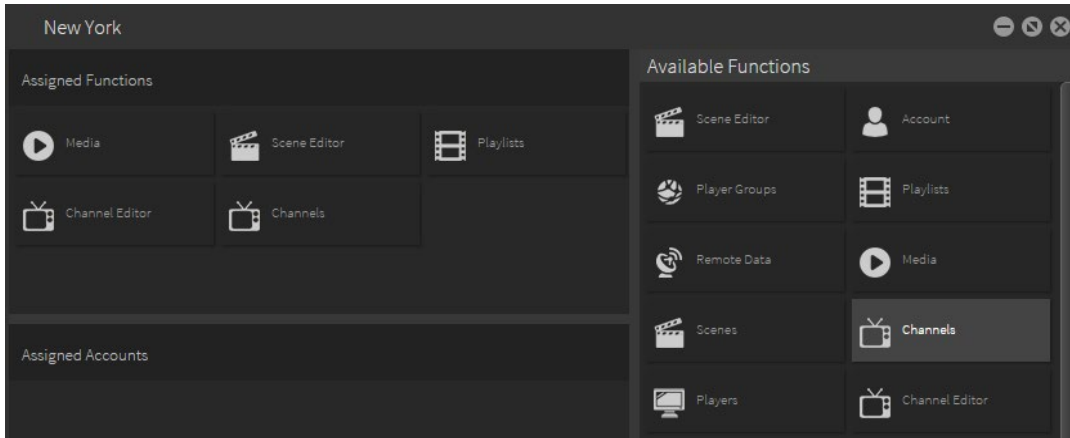 New York
Assigned Functions
Media
Scene Editor
Playlists
Channel Editor
Channels
Assigned Accounts
Available Functions
Scene Editor
Account
Player Groups
Playlists
Remote Data
Media
Scenes
Channels
Players
Channel Editor